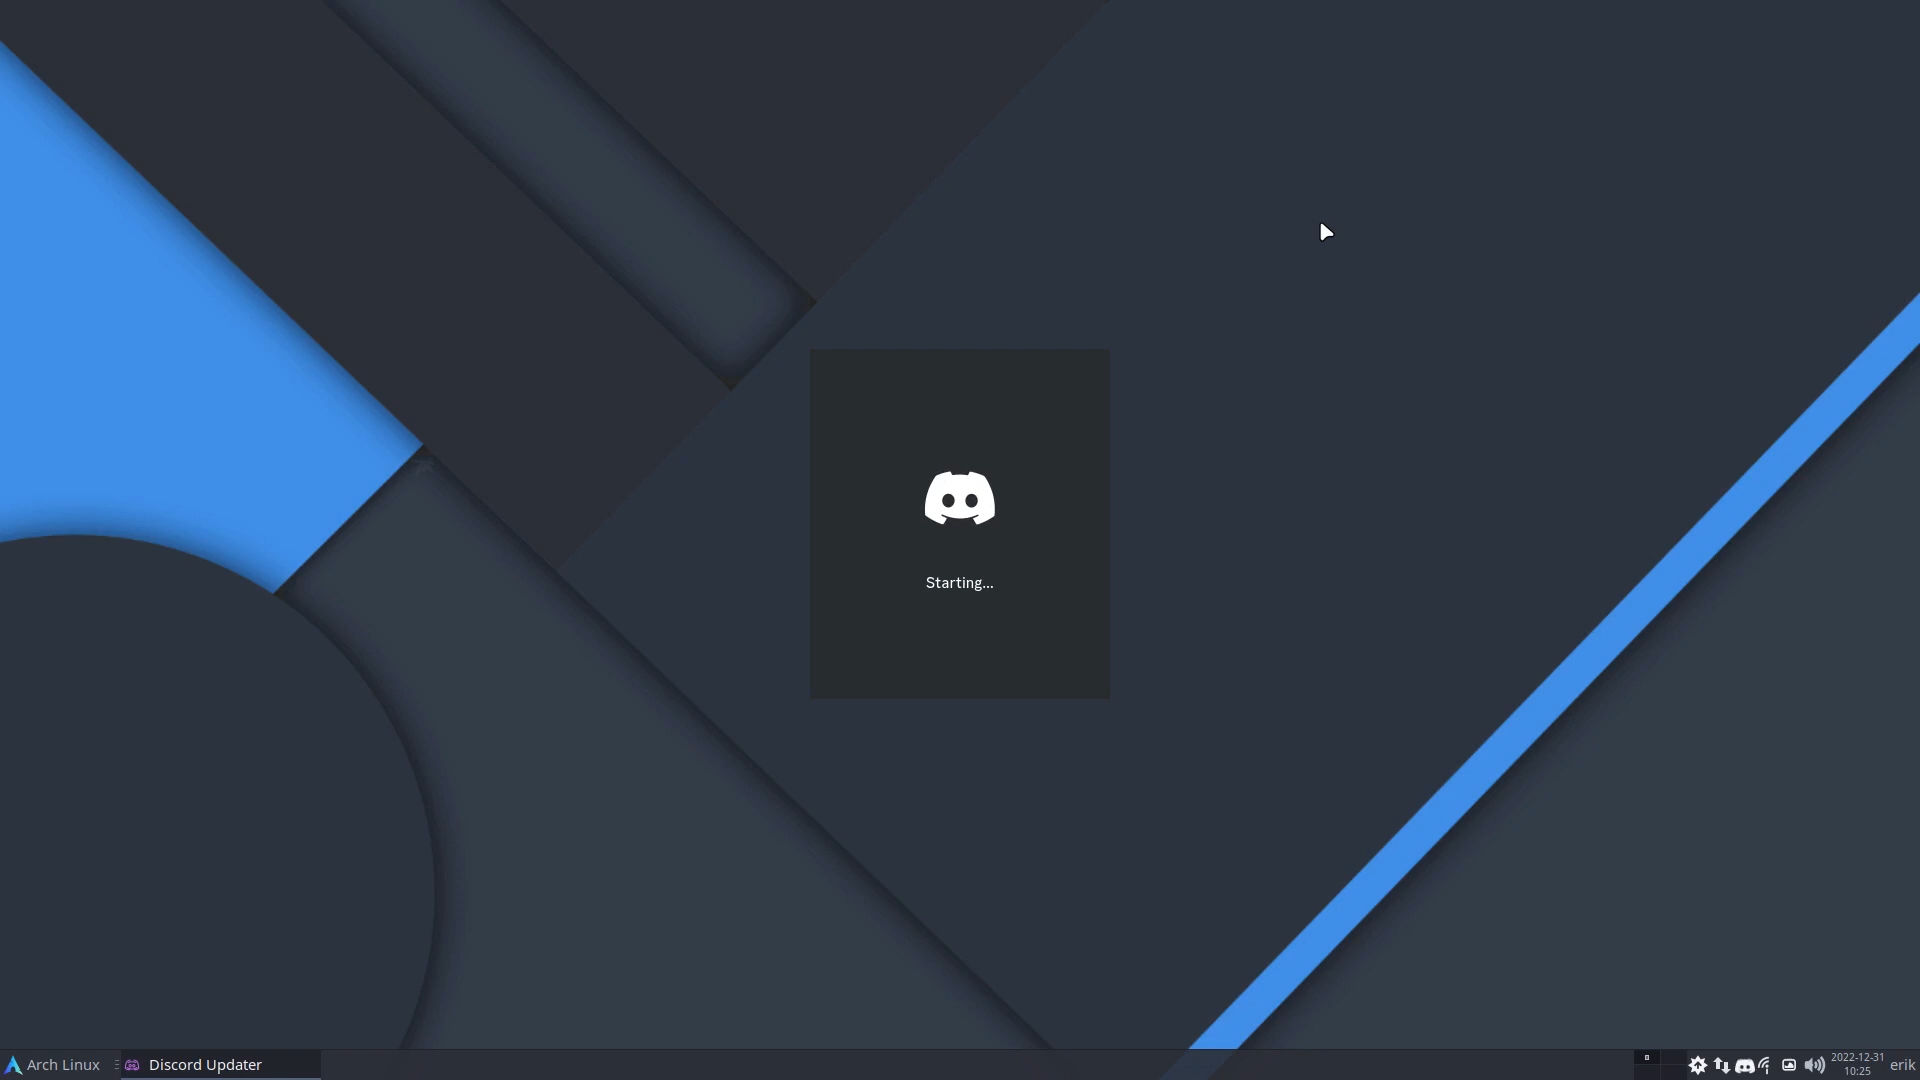 Starting...
Arch Linux
Discord Updater
2022-12-31
10:25
erik